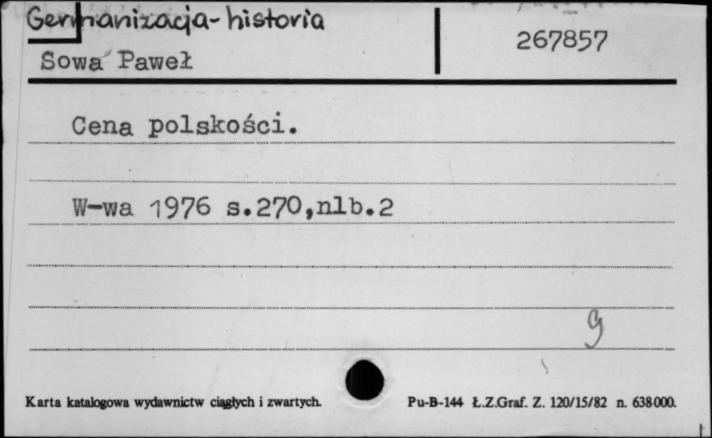 Germanizacja-historia
267857
Sowa Paweł
Cena polskości.
W-wa 1976 s.270,nlb.2
g
Karta katalogowa wydawnictw ciągłych i zwartych.
Pu-B-144 Ł.Z.Graf. Z. 120/15/82 n. 638000.